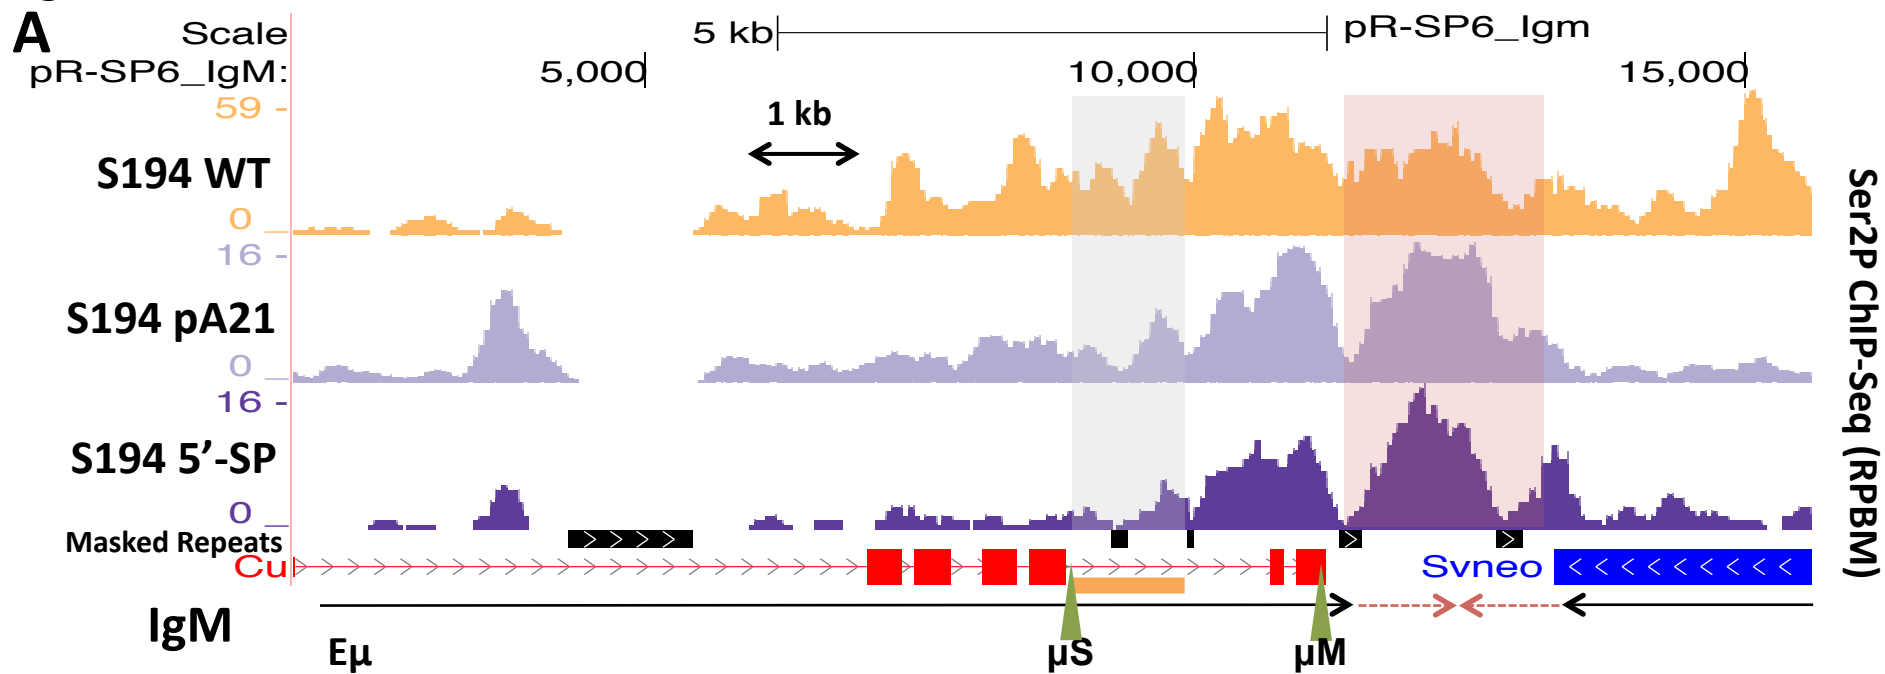 A
Scale 5 kb pR-SP6_Igm
pR-SP6_IgM: 5,000 10,000 15,000
59 -
1 kb
S194 WT
0
16 -
S194 pA21
0
16 -
S194 5’-SP
0
Masked Repeats
Cu Svneo
IgM
Eμ μS μM
Ser2P ChIP-Seq (RPBM)